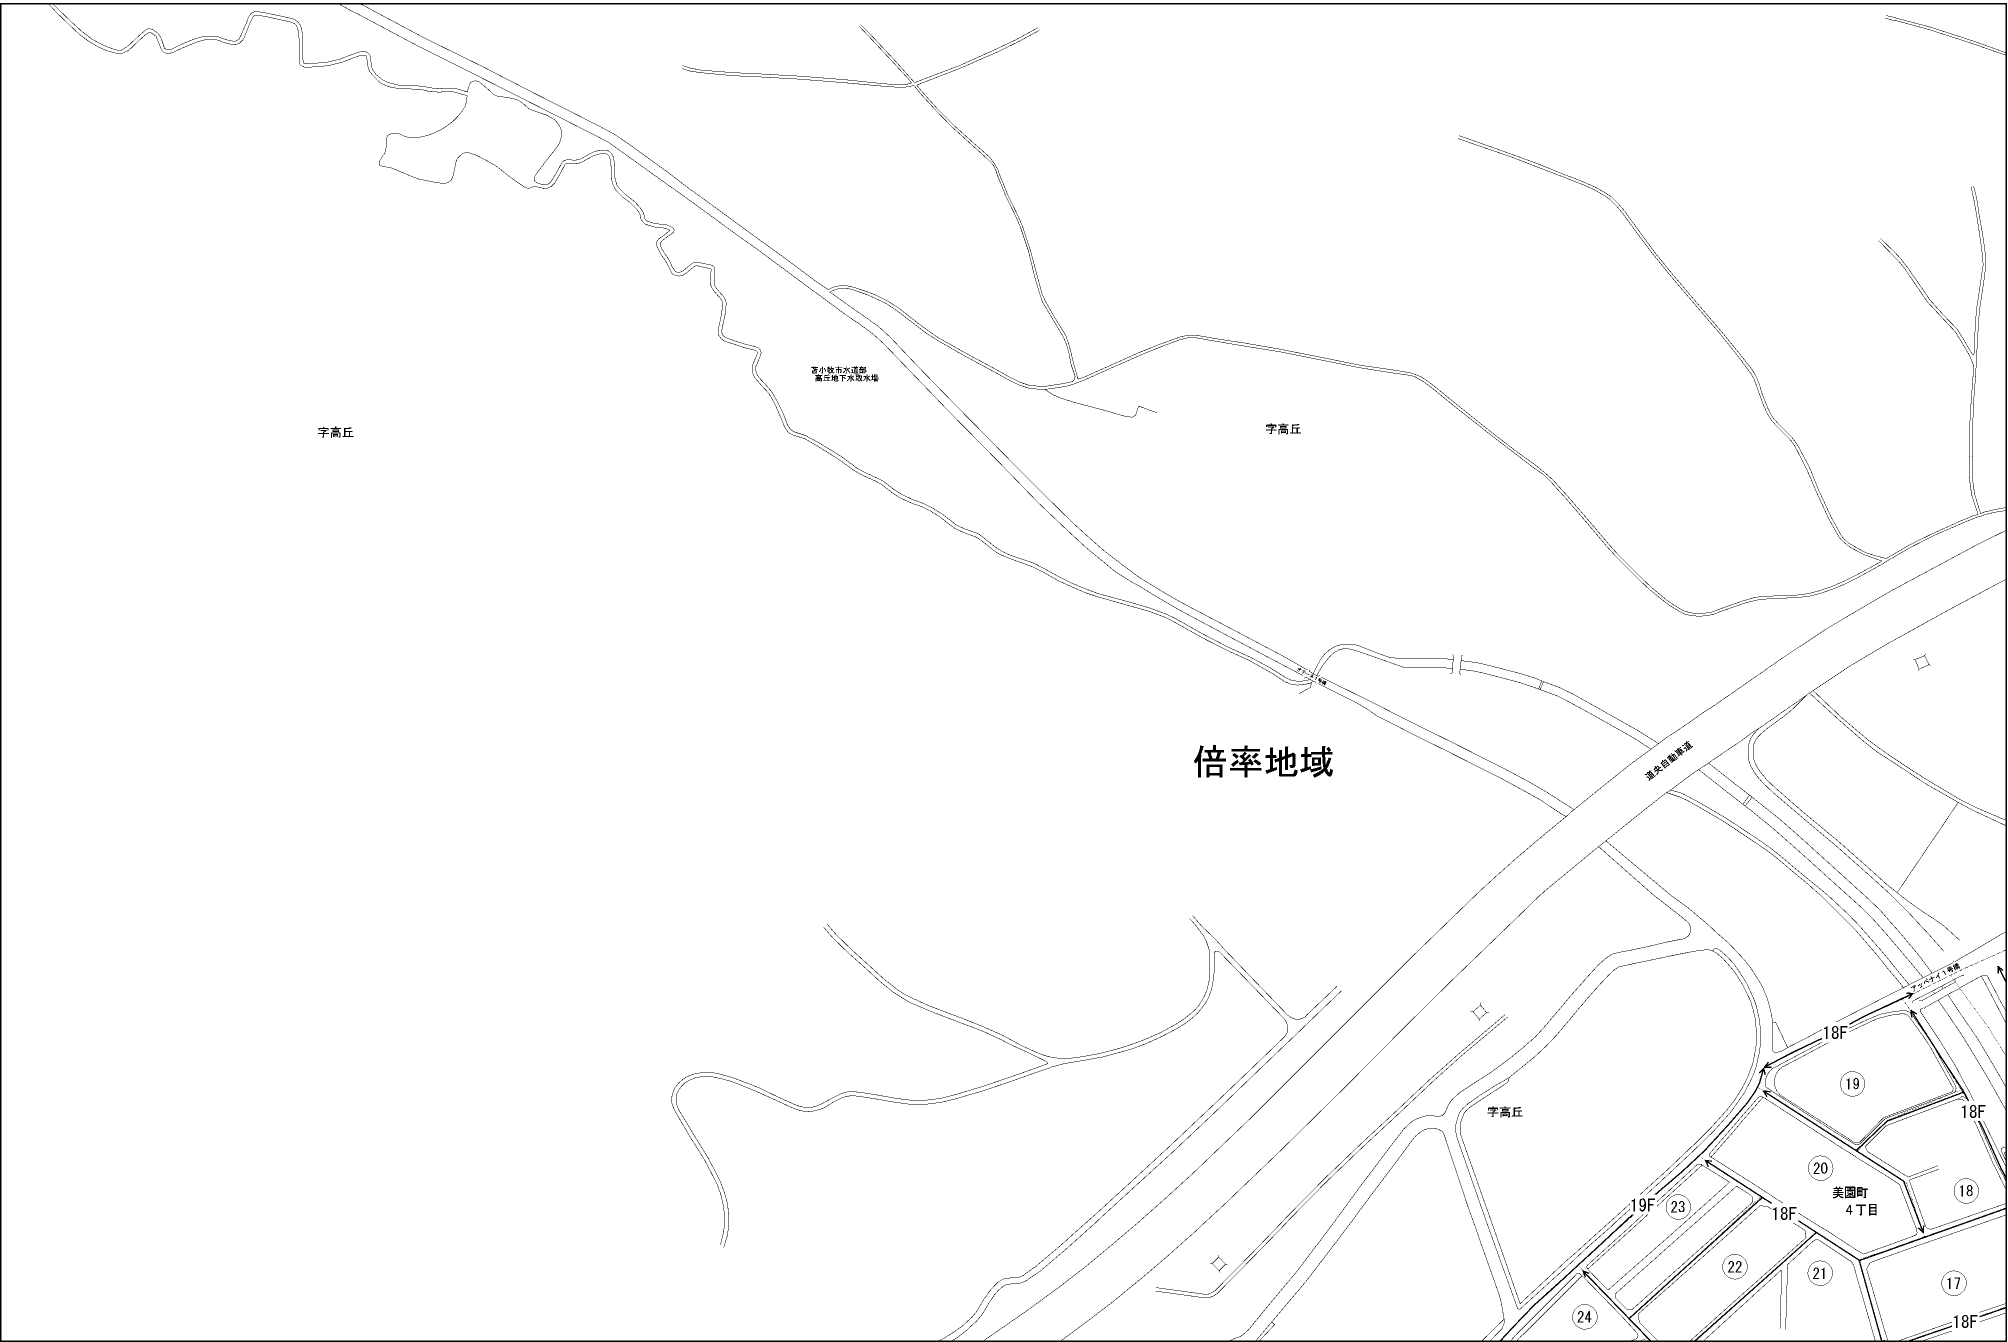 苫小牧市水道部
高丘地下水取水場
字高丘
字高丘
倍率地域
道央自動車道
アッペナイ1号線
18F
19
18F
字高丘
20
美園町
4丁目
18
19F
23
18F
22
21
17
24
18F